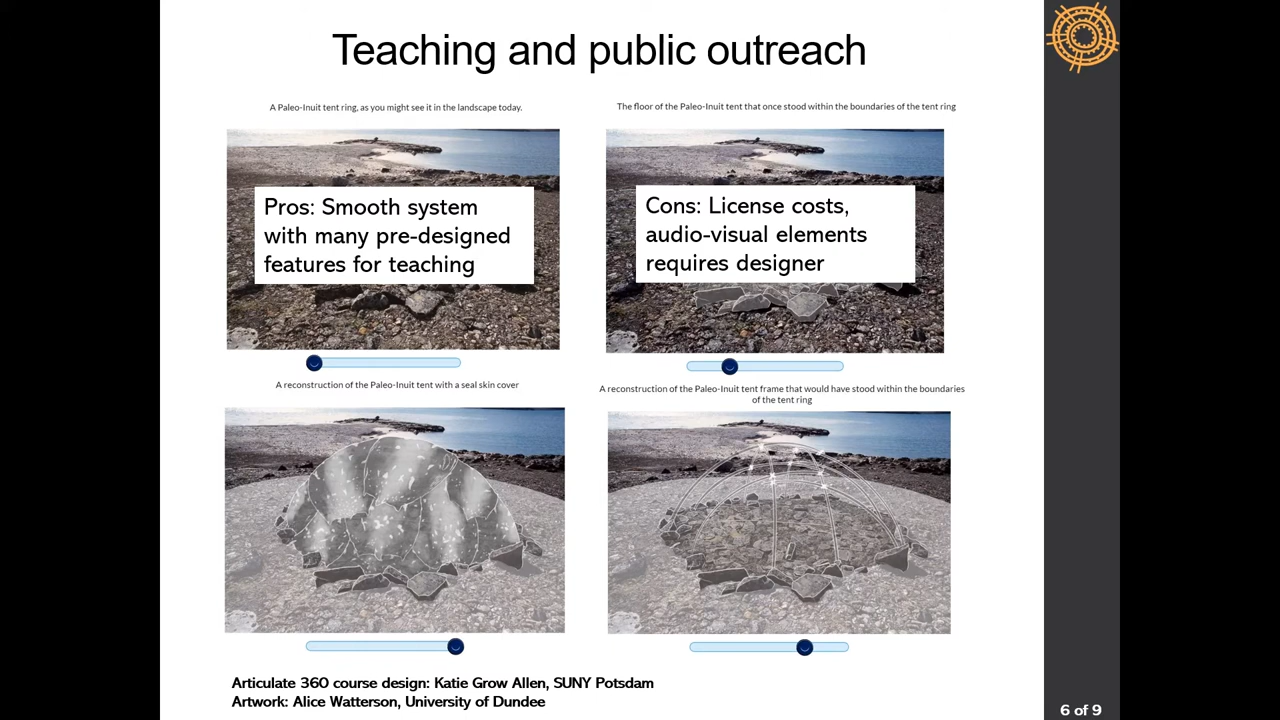 Teaching and public outreach
A Paleo-Inuit tent ring, as you might see it in the landscape today.
The floor of the Paleo-Inuit tent that once stood within the boundaries of the tent ring
Pros: Smooth system
with many pre-designed
features for teaching
Cons: License costs,
audio-visual elements
requires designer
A reconstruction of the Paleo-Inuit tent with a seal skin cover
A reconstruction of the Paleo-Inuit tent frame that would have stood within the boundaries
of the tent ring
Articulate 360 course design: Katie Grow Allen, SUNY Potsdam
Artwork: Alice Watterson, University of Dundee
6 of 9